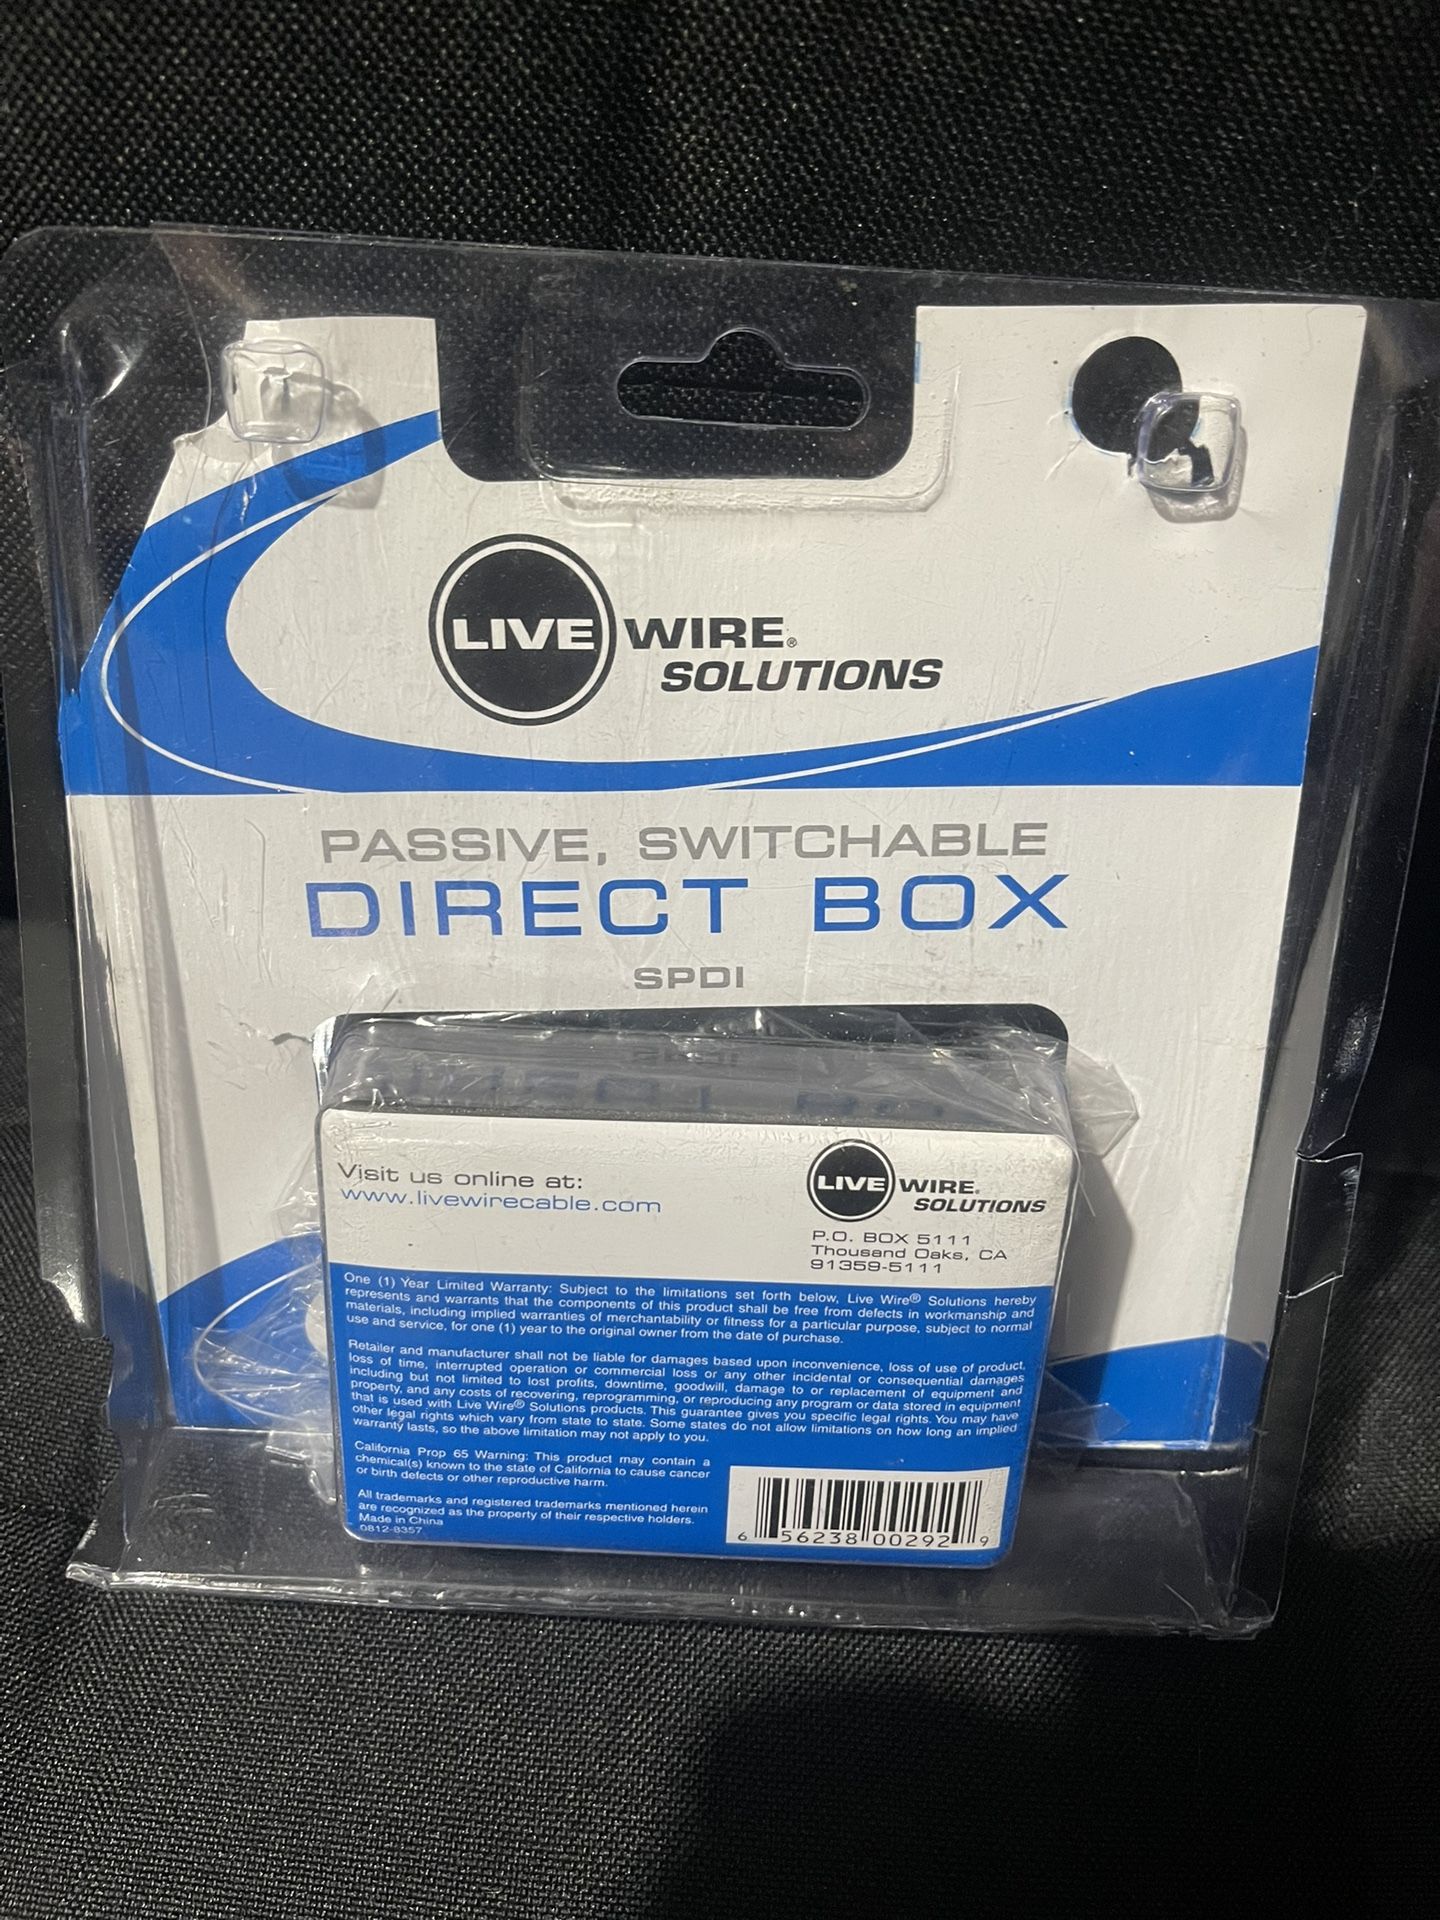 LIVE WIRE®
SOLUTIONS
PASSIVE, SWITCHABLE
DIRECT BOX
SPDI
Visit us online at:
www.livewirecable.com
LIVE WIRE®
SOLUTIONS
P.O. BOX 5111
Thousand Oaks, CA
91359-5111
One (1) Year Limited Warranty: Subject to the limitations set forth below, Live Wire® Solutions hereby
represents and warrants that the components of this product shall be free from defects in workmanship and
materials, including implied warranties of merchantability or fitness for a particular purpose, subject to normal
use and service, for one (1) year to the original owner from the date of purchase.
Retailer and manufacturer shall not be liable for damages based upon inconvenience, loss of use of product,
loss of time, interrupted operation or commercial loss or any other incidental or consequential damages
including but not limited to lost profits, downtime, goodwill, damage to or replacement of equipment and
property, and any costs of recovering, reprogramming, or reproducing any program or data stored in equipment
that is used with Live Wire® Solutions products. This guarantee gives you specific legal rights. You may have
other legal rights which vary from state to state. Some states do not allow limitations on how long an implied
warranty lasts, so the above limitation may not apply to you.
California Prop 65 Warning: This product may contain a
chemical(s) known to the state of California to cause cancer
or birth defects or other reproductive harm.
All trademarks and registered trademarks mentioned herein
are recognized as the property of their respective holders.
Made in China
0812-8357
6 56238 00292 9